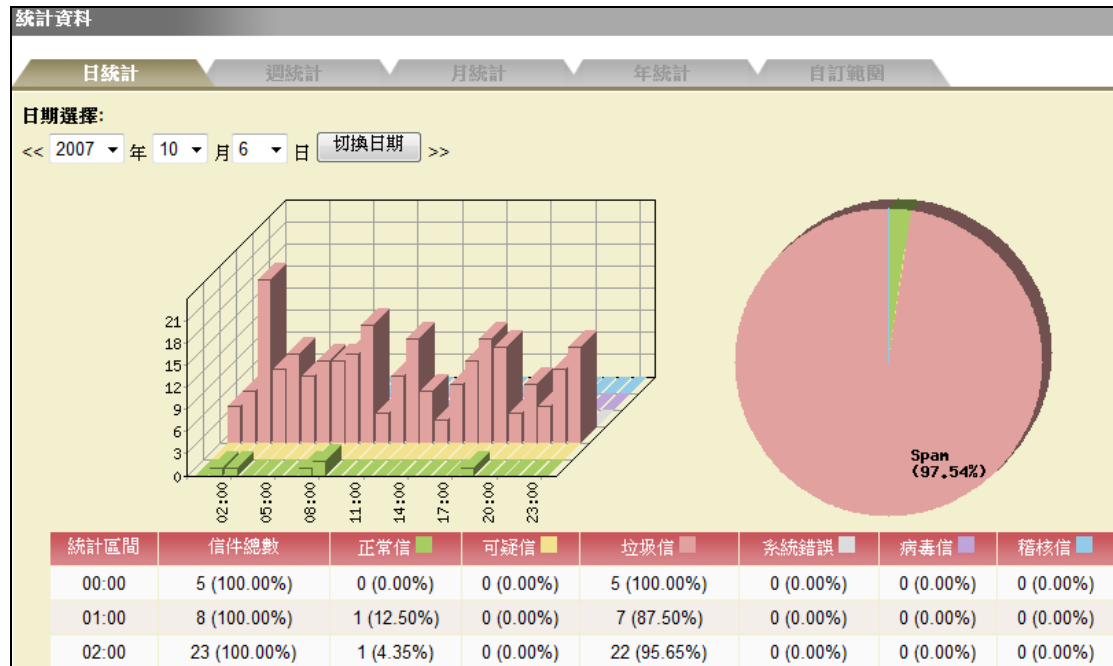 統計資料
日統計 週統計 月統計 年統計 自訂範圍
日期選擇:
<< 2007 年 10 月 6 日 切換日期 >>
21
18
15
12
9
6
3
0
02:00 05:00 08:00 11:00 14:00 17:00 20:00 23:00
Spam
(97.54%)
統計區間 信件總數 正常信 可疑信 垃圾信 系統錯誤 病毒信 稽核信
00:00 5 (100.00%) 0 (0.00%) 0 (0.00%) 5 (100.00%) 0 (0.00%) 0 (0.00%) 0 (0.00%)
01:00 8 (100.00%) 1 (12.50%) 0 (0.00%) 7 (87.50%) 0 (0.00%) 0 (0.00%) 0 (0.00%)
02:00 23 (100.00%) 1 (4.35%) 0 (0.00%) 22 (95.65%) 0 (0.00%) 0 (0.00%) 0 (0.00%)